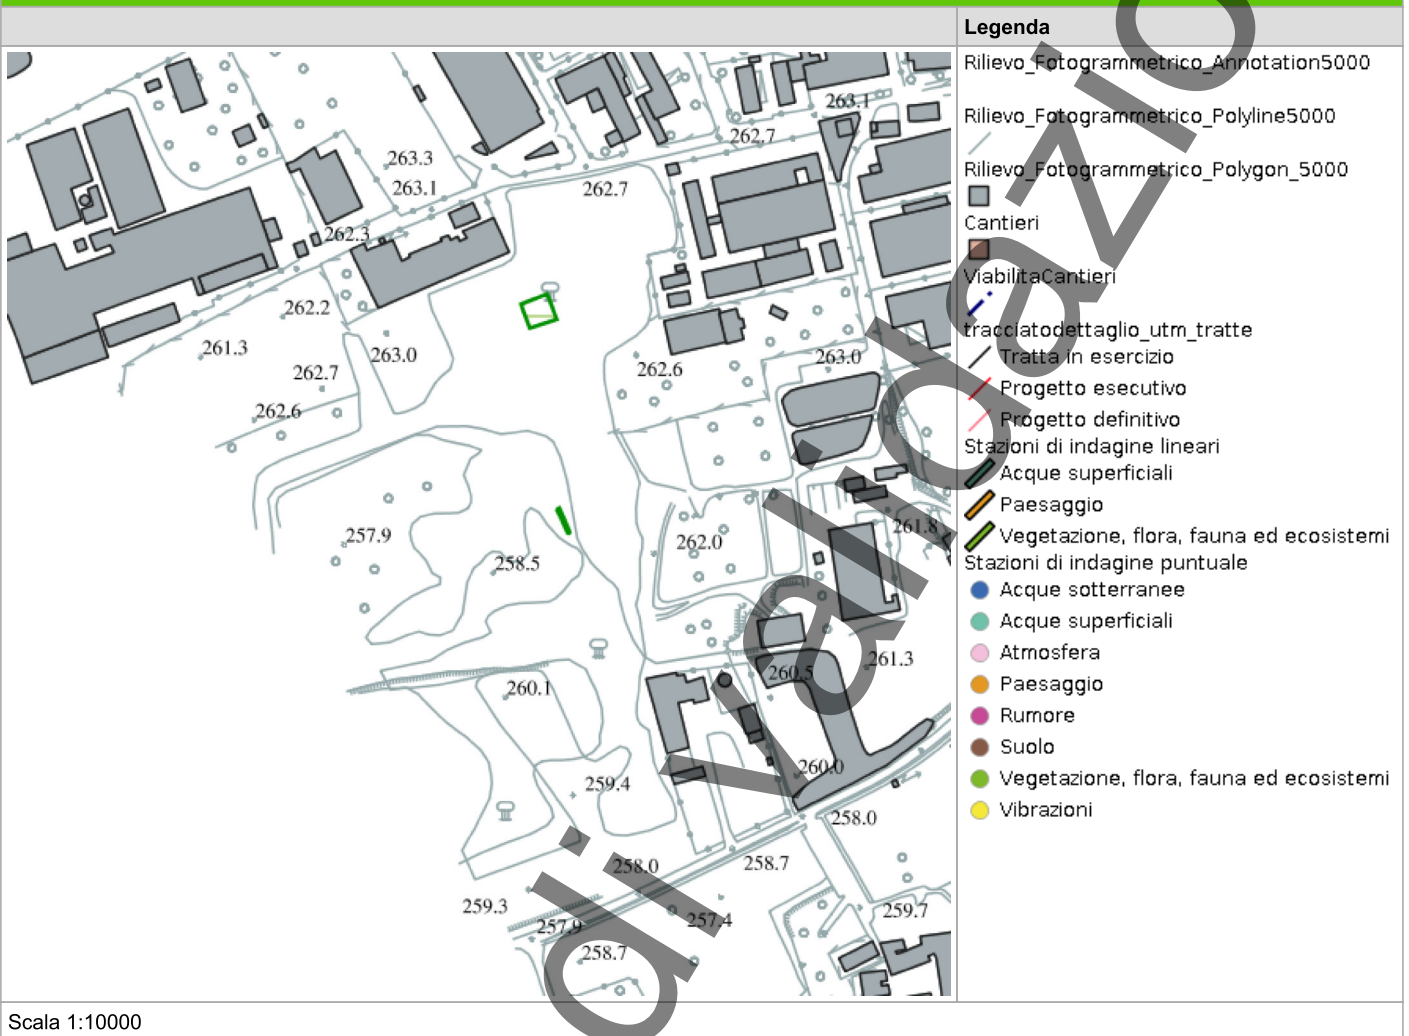 Legenda
Rilievo_Fotogrammetrico_Annotation5000
Rilievo_Fotogrammetrico_Polyline5000
Rilievo_Fotogrammetrico_Polygon_5000
Cantieri
ViabilitaCantieri
tracciatodettaglio_utm_tratte
Tratta in esercizio
Progetto esecutivo
Progetto definitivo
Stazioni di indagine lineari
Acque superficiali
Paesaggio
Vegetazione, flora, fauna ed ecosistemi
Stazioni di indagine puntuale
Acque sotterranee
Acque superficiali
Atmosfera
Paesaggio
Rumore
Suolo
Vegetazione, flora, fauna ed ecosistemi
Vibrazioni
263.1
262.7
263.3
263.1
262.7
262.3
262.2
261.3
263.0
262.7
262.6
263.0
262.6
257.9
258.5
262.0
261.8
261.3
260.5
260.1
260.0
259.4
258.0
258.7
258.0
259.3
257.9
257.4
259.7
258.7
di validazio
Scala 1:10000